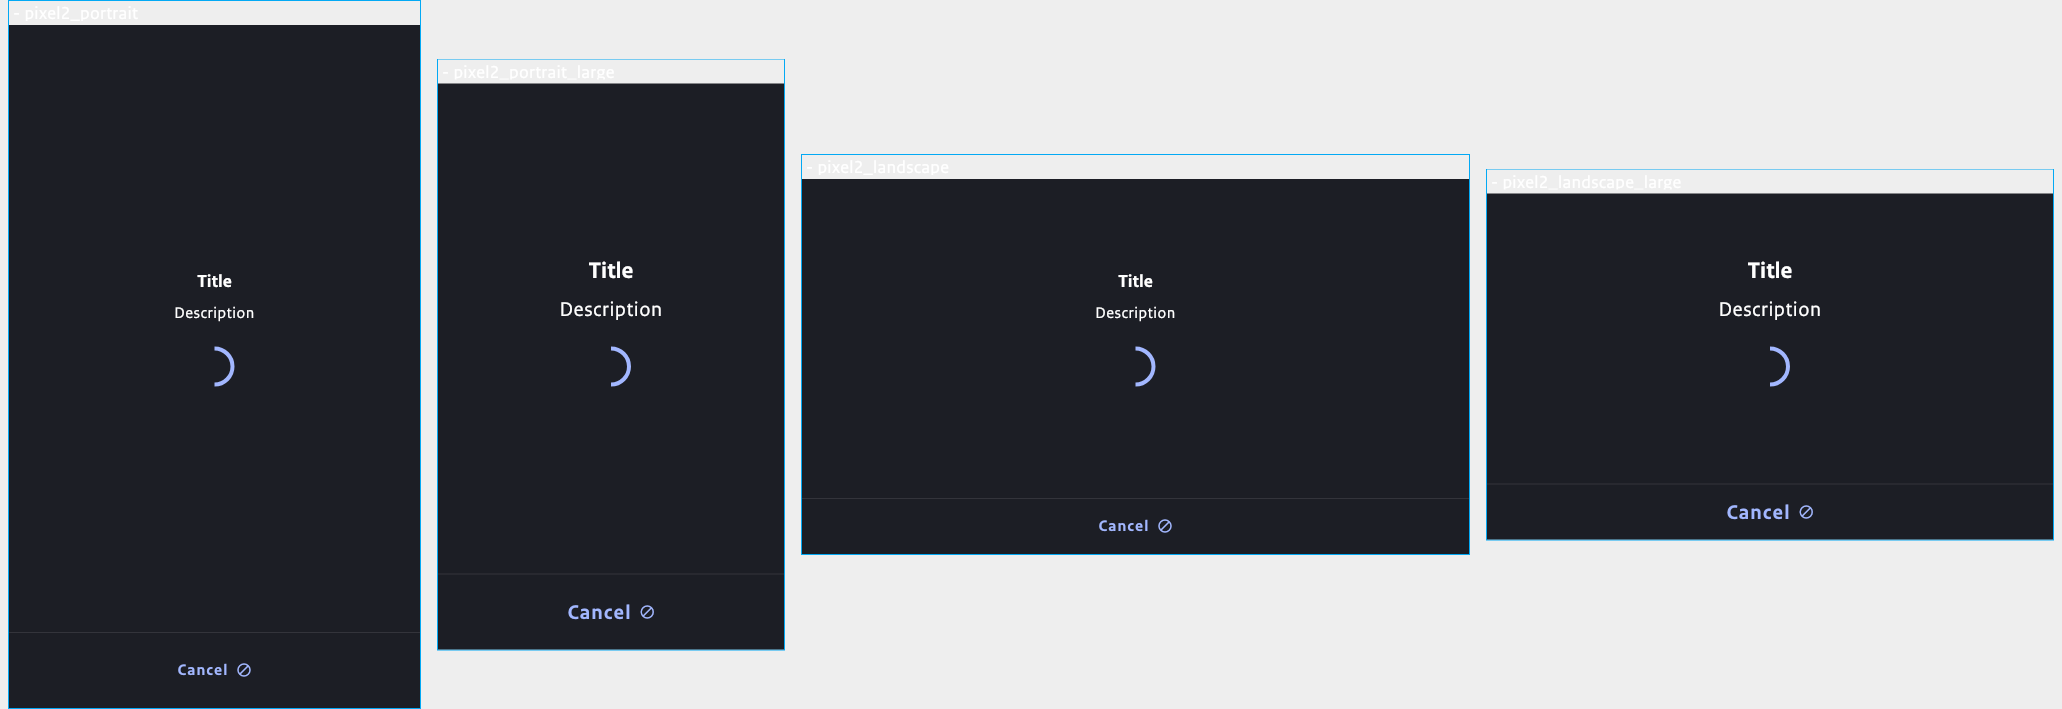 - pixel2_portrait
Title
Description
Cancel
- pixel2_portrait_large
Title
Description
Cancel
- pixel2_landscape
Title
Description
Cancel
- pixel2_landscape_large
Title
Description
Cancel